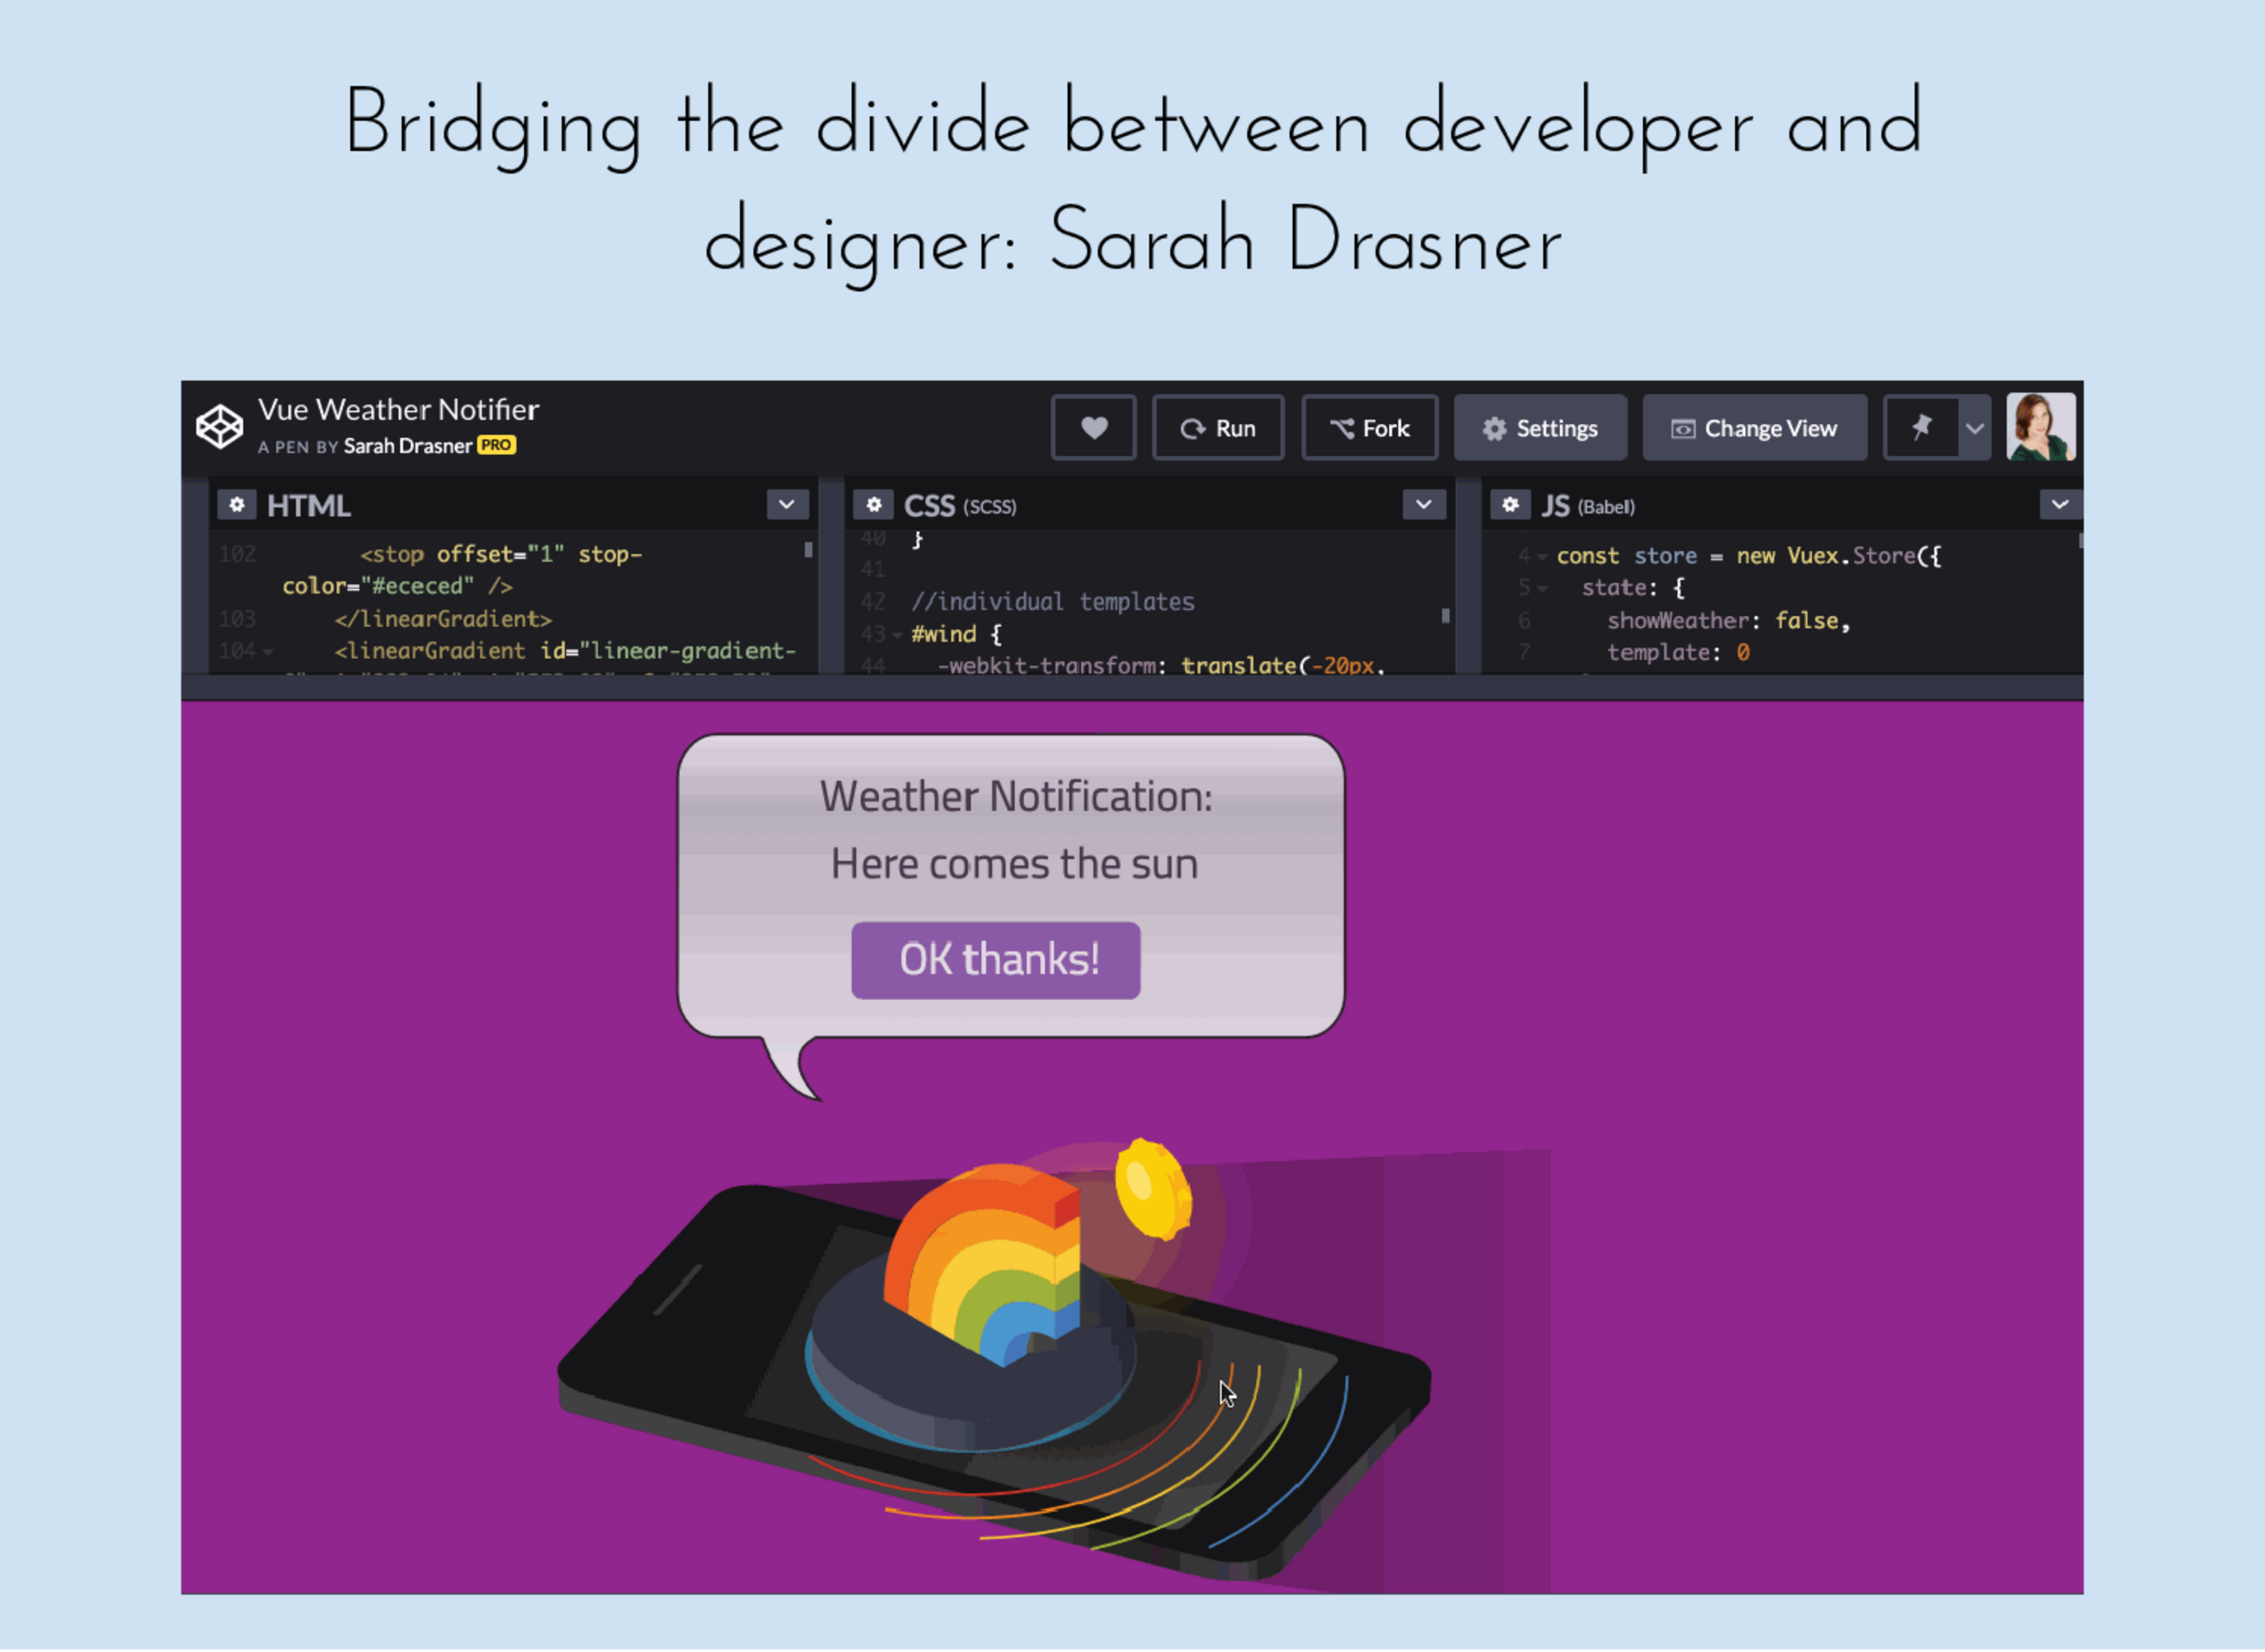 Bridging the divide between developer and
designer: Sarah Drasner
Vue Weather Notifier
A PEN BY Sarah Drasner PRO
Run
Fork
Settings
Change View
HTML
102 <stop offset="1" stop-
color="#ececed" />
103 </linearGradient>
104 <linearGradient id="linear-gradient-
CSS (SCSS)
40 }
41
42 //individual templates
43 #wind {
44 -webkit-transform: translate(-20px,
JS (Babel)
4 const store = new Vuex.Store({
5 state: {
6 showWeather: false,
7 template: 0
Weather Notification:
Here comes the sun
OK thanks!